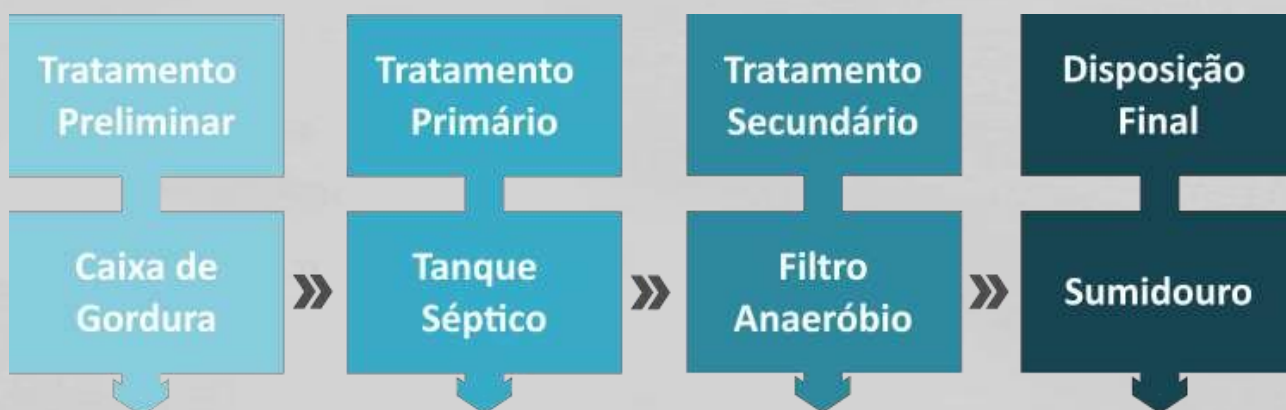 Tratamento
Preliminar
Tratamento
Primário
Tratamento
Secundário
Disposição
Final
Caixa de
Gordura
Tanque
Séptico
Filtro
Anaeróbio
Sumidouro